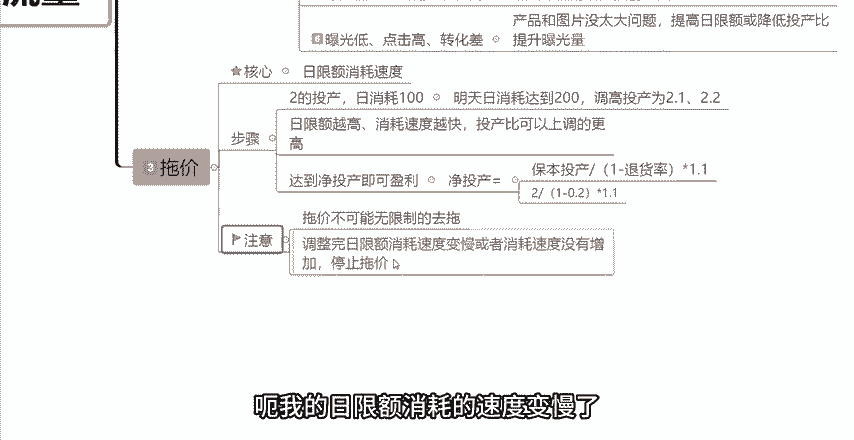 产品和图片没太大问题，提高日限额或降低投产比
曝光低、点击高、转化差
提升曝光量
核心
日限额消耗速度
2的投产，日消耗100
明天日消耗达到200，调高投产为2.1、2.2
步骤
日限额越高、消耗速度越快，投产比可以上调的更
高
3 拖价
达到净投产即可盈利
净投产=
保本投产/（1-退货率）*1.1
2/（1-0.2）*1.1
拖价不可能无限制的去拖
注意
调整完日限额消耗速度变慢或者消耗速度没有增
加，停止拖价
呃我的日限额消耗的速度变慢了